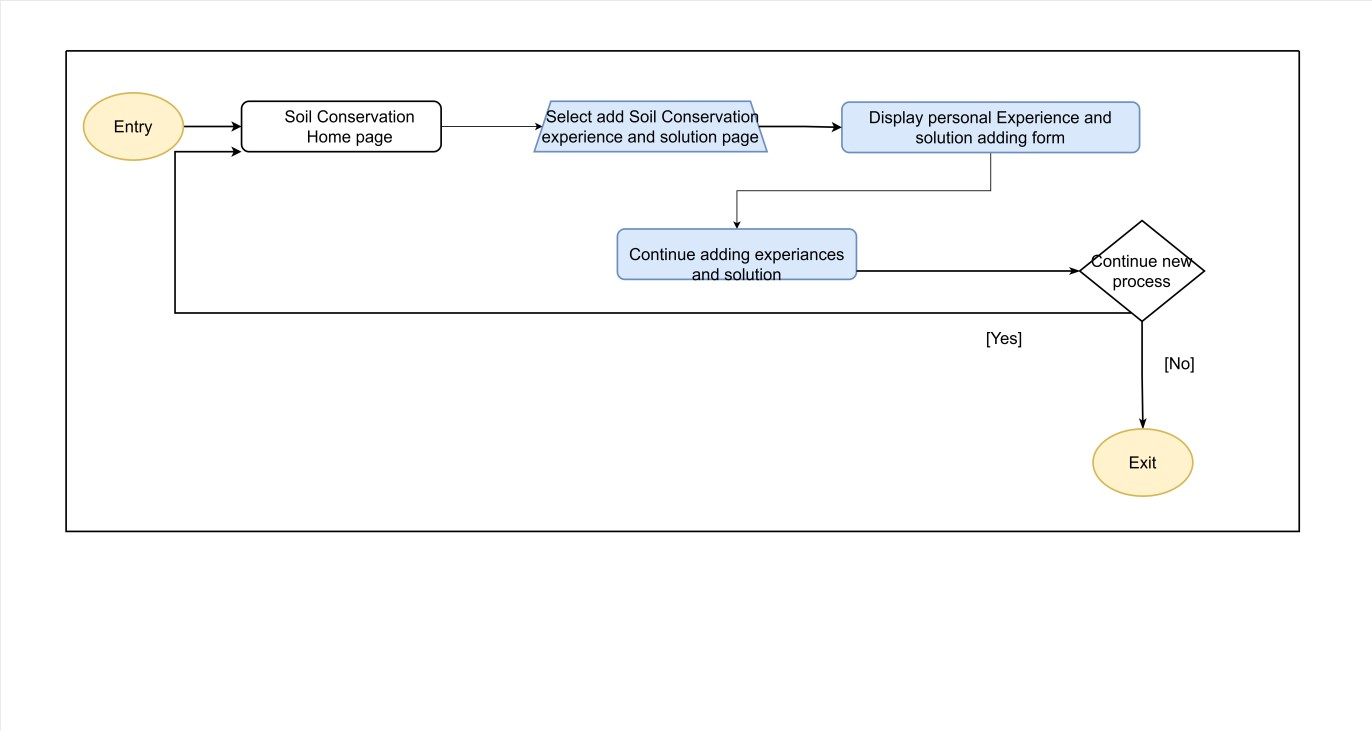 Entry
Soil Conservation
Home page
Select add Soil Conservation
experience and solution page
Display personal Experience and
solution adding form
Continue adding experiances
and solution
Continue new
process
[Yes]
[No]
Exit